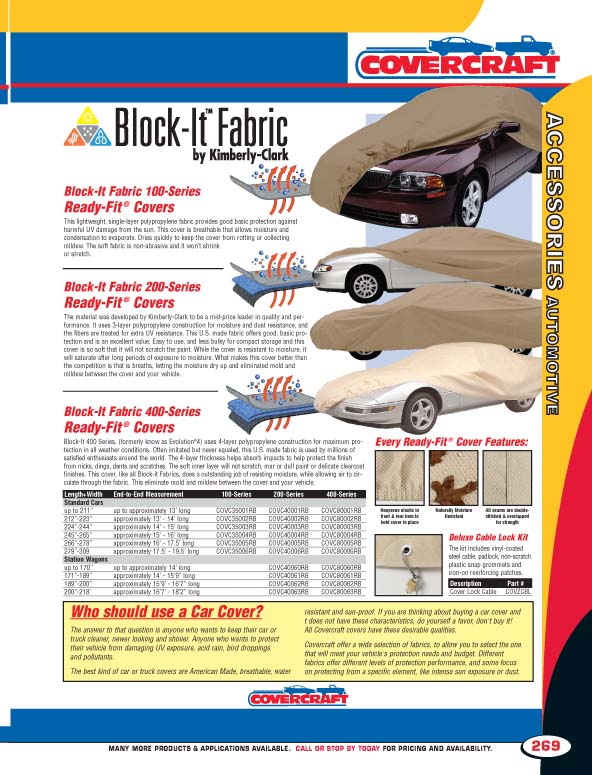 COVERCRAFT
ACCESSORIES AUTOMOTIVE
Block-It™ Fabric
by Kimberly-Clark
Block-It Fabric 100-Series
Ready-Fit® Covers
This lightweight, single-layer polypropylene fabric provides good basic protection against
harmful UV damage from the sun. This cover is breathable that allows moisture and
condensation to evaporate. Dries quickly to keep the cover from rotting or collecting
mildew. The soft fabric is non-abrasive and it won't shrink
or stretch.
Block-It Fabric 200-Series
Ready-Fit® Covers
The material was developed by Kimberly-Clark to be a mid-price leader in quality and per-
formance. It uses 3-layer polypropylene construction for moisture and dust resistance, and
the fibers are treated for extra UV resistance. This U.S. made fabric offers good, basic pro-
tection and is an excellent value. Easy to use, and less bulky for compact storage and this
cover is so soft that it will not scratch the paint. While the cover is resistant to moisture, it
will saturate after long periods of exposure to moisture. What makes this cover better than
the competition is that is breaths, letting the moisture dry up and eliminated mold and
mildew between the cover and your vehicle.
Block-It Fabric 400-Series
Ready-Fit® Covers
Block-It 400 Series, (formerly know as Evolution®4) uses 4-layer polypropylene construction for maximum pro-
tection in all weather conditions. Often imitated but never equaled, this U.S. made fabric is used by millions of
satisfied enthusiasts around the world. The 4-layer thickness helps absorb impacts to help protect the finish
from nicks, dings, dents and scratches. The soft inner layer will not scratch, mar or dull paint or delicate clearcoat
finishes. This cover, like all Block-it Fabrics, does a outstanding job of resisting moisture, while allowing air to cir-
culate through the fabric. This eliminate mold and mildew between the cover and your vehicle.
Length-Width End-to-End Measurement 100-Series 200-Series 400-Series
Standard Cars
up to 211" up to approximately 13' long COVC35001RB COVC40001RB COVC80001RB
212"-223" approximately 13' - 14' long COVC35002RB COVC40002RB COVC80002RB
224"-244" approximately 14' - 15' long COVC35003RB COVC40003RB COVC80003RB
245"-265" approximately 15' - 16' long COVC35004RB COVC40004RB COVC80004RB
266"-278" approximately 16' - 17.5' long COVC35005RB COVC40005RB COVC80005RB
279"-309 approximately 17.5' - 19.5' long COVC35006RB COVC40006RB COVC80006RB
Station Wagons
up to 170" up to approximately 14' long COVC40060RB COVC80060RB
171"-189" approximately 14' - 15'9" long COVC40061RB COVC80061RB
189"-200" approximately 15'9' - 16'7" long COVC40062RB COVC80062RB
200"-218' approximately 16'7' - 18'2" long COVC40063RB COVC80063RB
Every Ready-Fit® Cover Features:
Neoprene elastic in
front & rear hem to
hold cover in place
Naturally Moisture
Resistant
All seams are double-
stitched & overlapped
for strength
Deluxe Cable Lock Kit
The kit includes vinyl-coated
steel cable, padlock, non-scratch
plastic snap grommets and
iron-on reinforcing patches.
Description Part #
Cover Lock Cable COVZCBL
Who should use a Car Cover?
The answer to that question is anyone who wants to keep their car or
truck cleaner, newer looking and shinier. Anyone who wants to protect
their vehicle from damaging UV exposure, acid rain, bird droppings
and pollutants.
The best kind of car or truck covers are American Made, breathable, water
resistant and sun-proof. If you are thinking about buying a car cover and
t does not have these characteristics, do yourself a favor, don't buy it!
All Covercraft covers have these desirable qualities.
Covercraft offer a wide selection of fabrics, to allow you to select the one
that will meet your vehicle's protection needs and budget. Different
fabrics offer different levels of protection performance, and some focus
on protecting from a specific element, like intense sun exposure or dust.
COVERCRAFT
MANY MORE PRODUCTS & APPLICATIONS AVAILABLE. CALL OR STOP BY TODAY FOR PRICING AND AVAILABILITY.
269